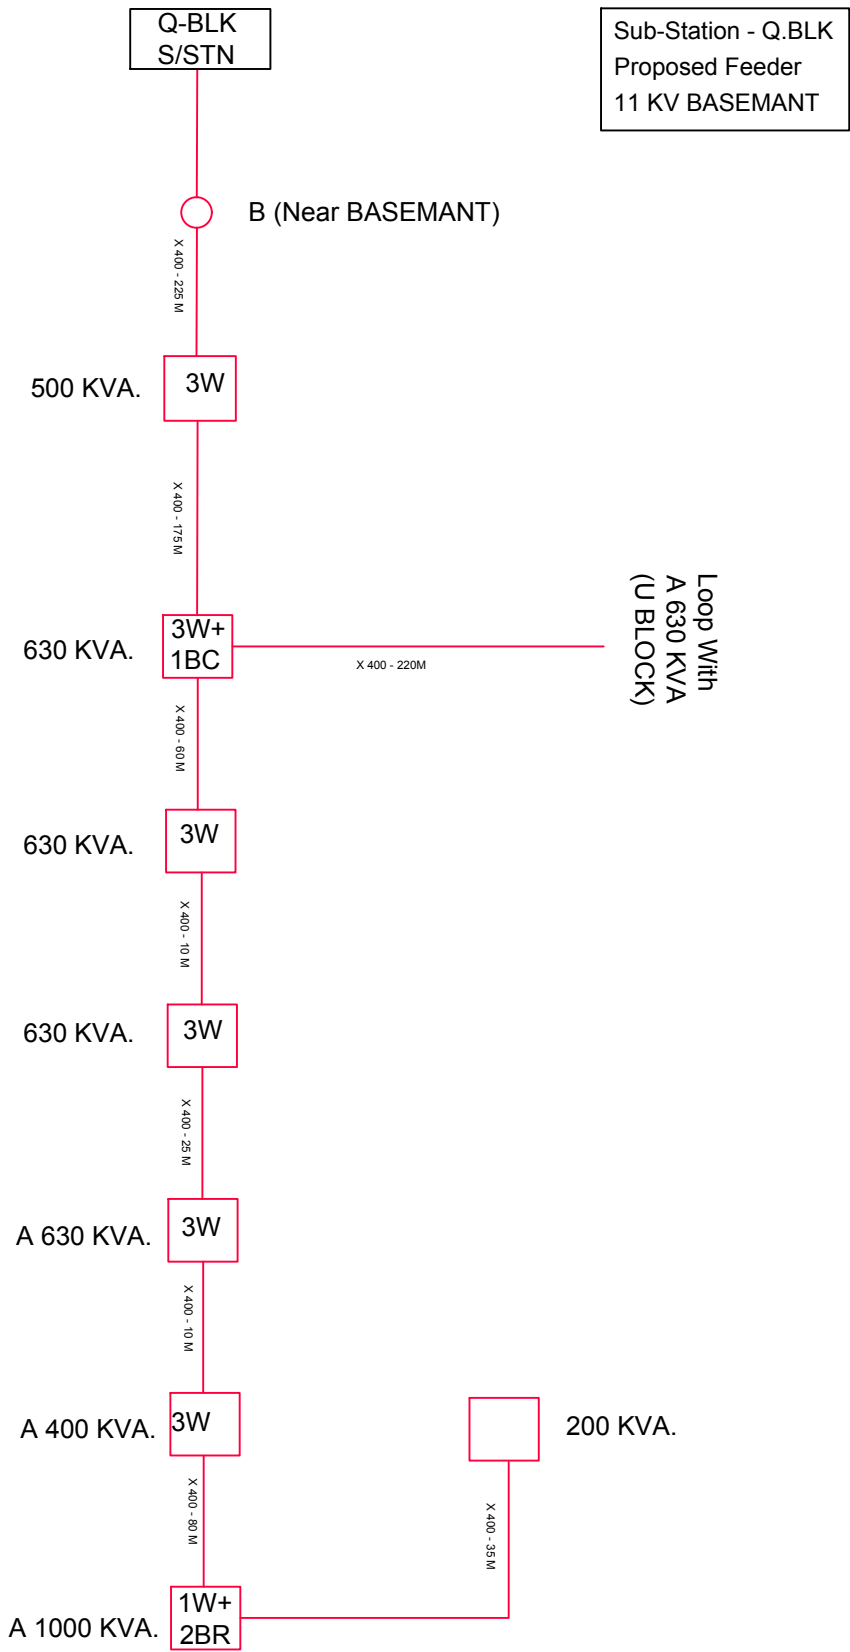 Q-BLK
S/STN
Sub-Station - Q.BLK
Proposed Feeder
11 KV BASEMANT
B (Near BASEMANT)
X 400 - 225 M
500 KVA.
3W
X 400 - 175 M
630 KVA.
3W+
1BC
X 400 - 220M
Loop With
A 630 KVA
(U BLOCK)
X 400 - 60 M
630 KVA.
3W
X 400 - 10 M
630 KVA.
3W
X 400 - 25 M
A 630 KVA.
3W
X 400 - 10 M
A 400 KVA.
3W
200 KVA.
X 400 - 80 M
X 400 - 35 M
A 1000 KVA.
1W+
2BR